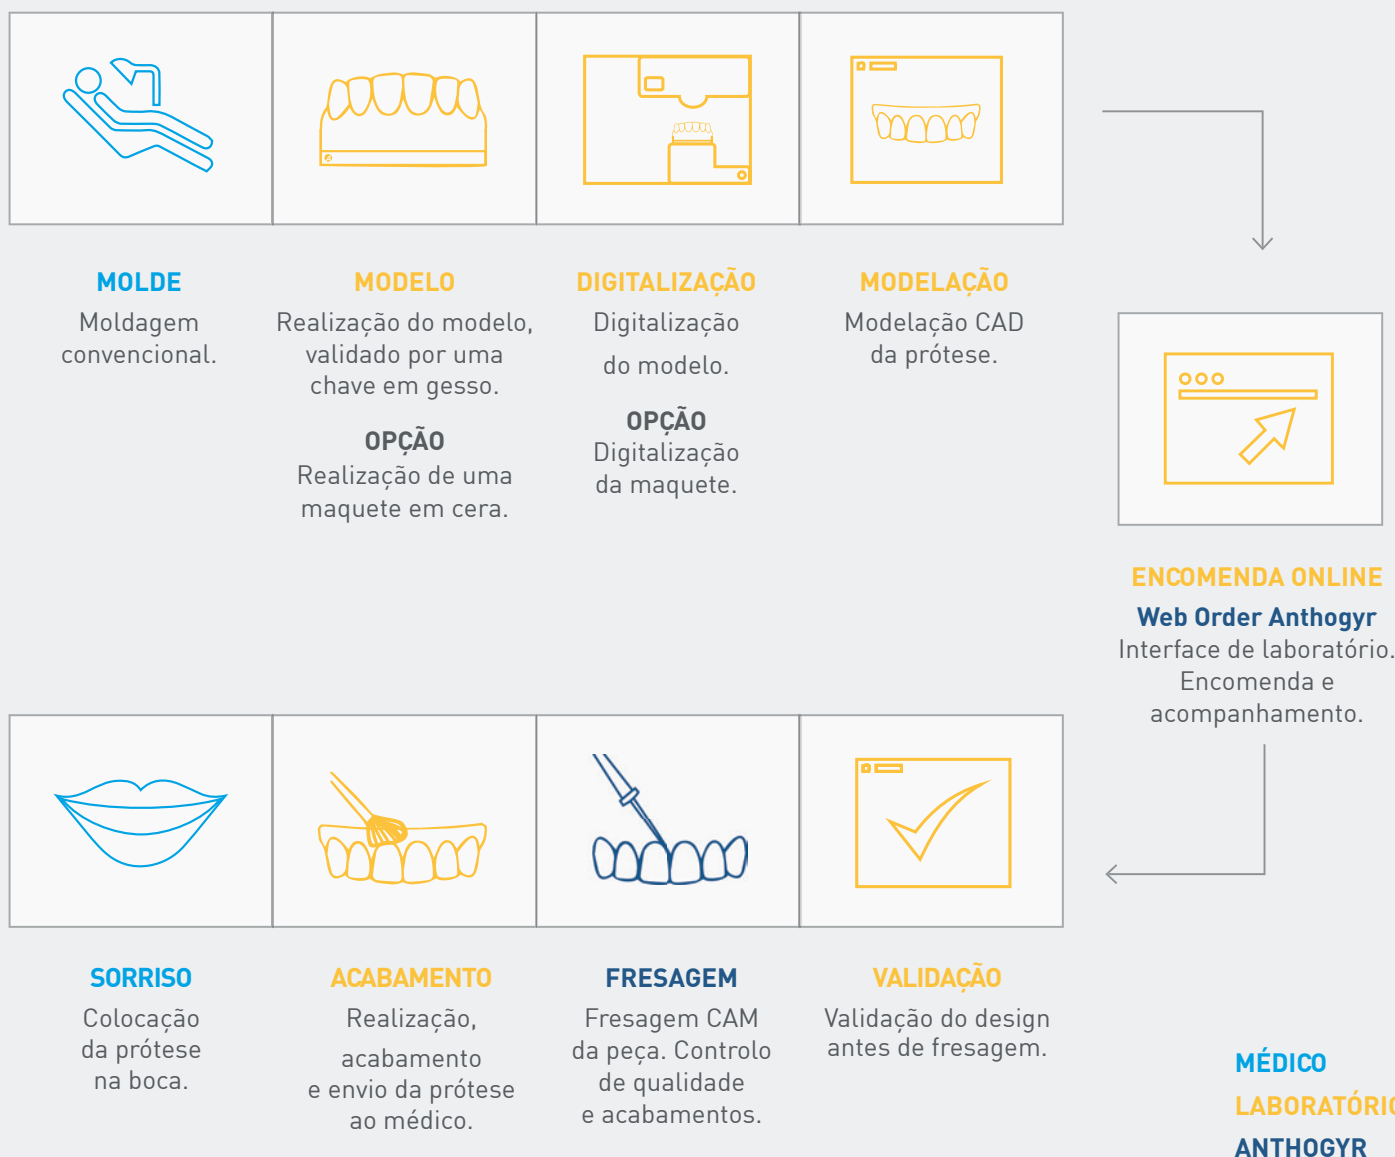 MOLDE
Moldagem
convencional.
MODELO
Realização do modelo,
validado por uma
chave em gesso.
OPÇÃO
Realização de uma
maquete em cera.
DIGITALIZAÇÃO
Digitalização
do modelo.
OPÇÃO
Digitalização
da maquete.
MODELAÇÃO
Modelação CAD
da prótese.
ENCOMENDA ONLINE
Web Order Anthogyr
Interface de laboratório.
Encomenda e
acompanhamento.
VALIDAÇÃO
Validação do design
antes de fresagem.
FRESAGEM
Fresagem CAM
da peça. Controlo
de qualidade
e acabamentos.
ACABAMENTO
Realização,
acabamento
e envio da prótese
ao médico.
SORRISO
Colocação
da prótese
na boca.
MÉDICO
LABORATÓRIO
ANTHOGYR